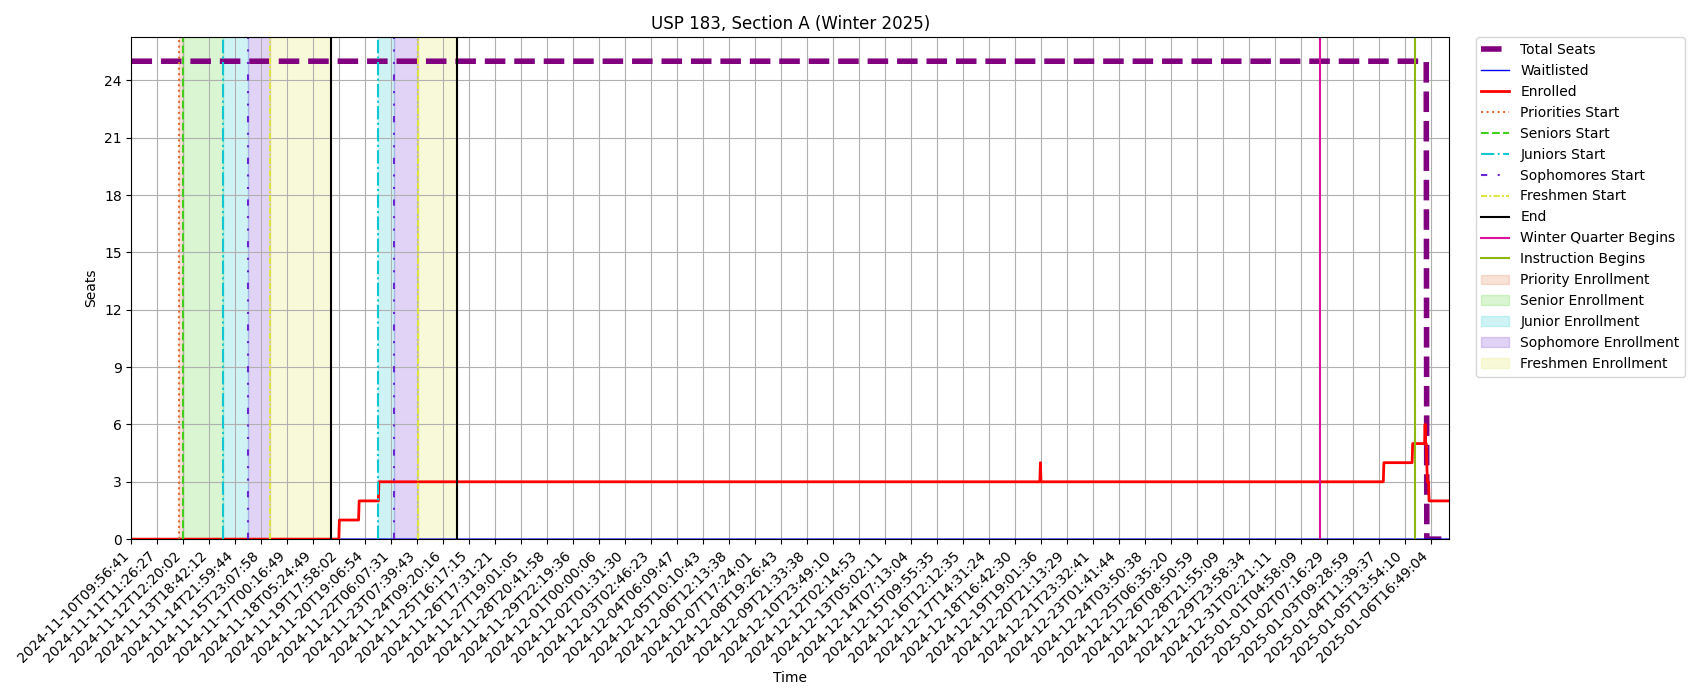 USP 183, Section A (Winter 2025)
Seats
24
21
18
15
12
9
6
3
0
2024-11-10T09:56:41
2024-11-11T11:26:27
2024-11-12T12:20:02
2024-11-13T18:42:12
2024-11-14T21:59:44
2024-11-15T23:07:58
2024-11-17T00:16:49
2024-11-18T05:24:49
2024-11-19T17:58:02
2024-11-20T19:06:54
2024-11-22T06:07:31
2024-11-23T07:39:43
2024-11-24T09:20:16
2024-11-25T16:17:15
2024-11-26T17:31:21
2024-11-27T19:01:05
2024-11-28T20:41:58
2024-11-29T22:19:36
2024-12-01T00:00:06
2024-12-02T01:31:30
2024-12-03T02:46:23
2024-12-04T06:09:47
2024-12-05T10:10:43
2024-12-06T12:13:38
2024-12-07T17:24:01
2024-12-08T19:26:43
2024-12-09T21:33:38
2024-12-10T23:49:10
2024-12-12T02:14:53
2024-12-13T05:02:11
2024-12-14T07:13:04
2024-12-15T09:55:35
2024-12-16T12:12:35
2024-12-17T14:31:24
2024-12-18T16:42:30
2024-12-19T19:01:36
2024-12-20T21:13:29
2024-12-21T23:32:41
2024-12-23T01:41:44
2024-12-24T03:50:38
2024-12-25T06:35:20
2024-12-26T08:50:59
2024-12-28T21:55:09
2024-12-29T23:58:34
2024-12-31T02:21:11
2025-01-01T04:58:09
2025-01-02T07:16:29
2025-01-03T09:28:59
2025-01-04T11:39:37
2025-01-05T13:54:10
2025-01-06T16:49:04
Time
Total Seats
Waitlisted
Enrolled
Priorities Start
Seniors Start
Juniors Start
Sophomores Start
Freshmen Start
End
Winter Quarter Begins
Instruction Begins
Priority Enrollment
Senior Enrollment
Junior Enrollment
Sophomore Enrollment
Freshmen Enrollment